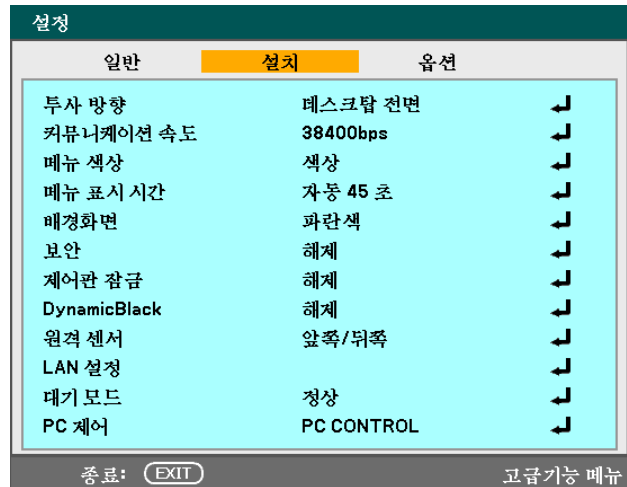 설정
일반 설치 옵션
투사 방향 데스크탑 전면
커뮤니케이션 속도 38400bps
메뉴 색상 색상
메뉴 표시 시간 자동 45 초
배경화면 파란색
보안 해제
제어판 잠금 해제
DynamicBlack 해제
원격 센서 앞쪽/뒤쪽
LAN 설정
대기 모드 정상
PC 제어 PC CONTROL
종료: EXIT 고급기능 메뉴